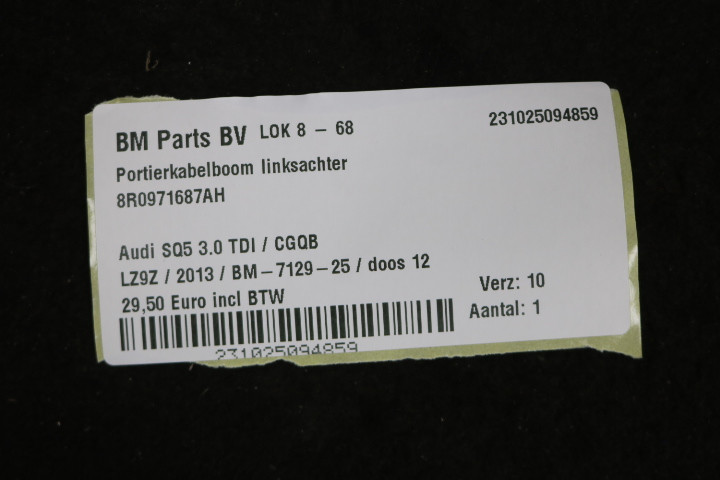 BM Parts BV LOK 8 - 68
231025094859
Portierkabelboom linksachter
8R0971687AH
Audi SQ5 3.0 TDI / CGQB
LZ9Z / 2013 / BM-7129-25 / doos 12
29,50 Euro incl BTW
Verz: 10
Aantal: 1
231025094859